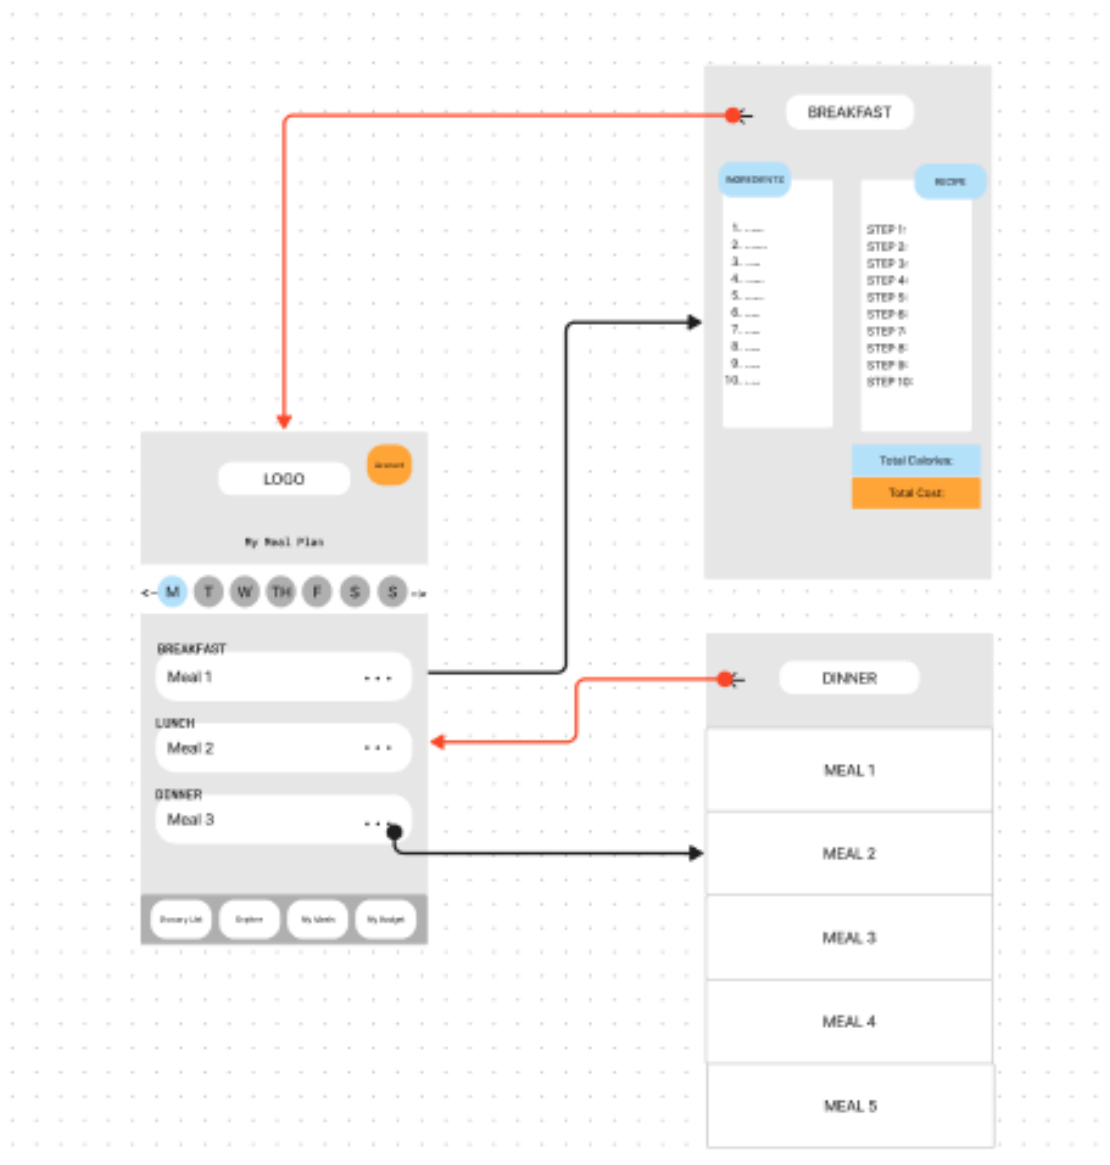 BREAKFAST
INGREDIENTS
RECIPE
1. .....
2. ......
3. ....
4. .....
5. .....
6. ....
7. ....
8. ....
9. ....
10. ....
STEP 1:
STEP 2:
STEP 3:
STEP 4:
STEP 5:
STEP 6:
STEP 7:
STEP 8:
STEP 9:
STEP 10:
Total Calories:
Total Cost:
LOGO
Account
My Meal Plan
<- M T W TH F S S ->
BREAKFAST
Meal 1 ...
LUNCH
Meal 2 ...
DINNER
Meal 3 ...
Grocery List
Explore
My Meals
My Budget
DINNER
MEAL 1
MEAL 2
MEAL 3
MEAL 4
MEAL 5